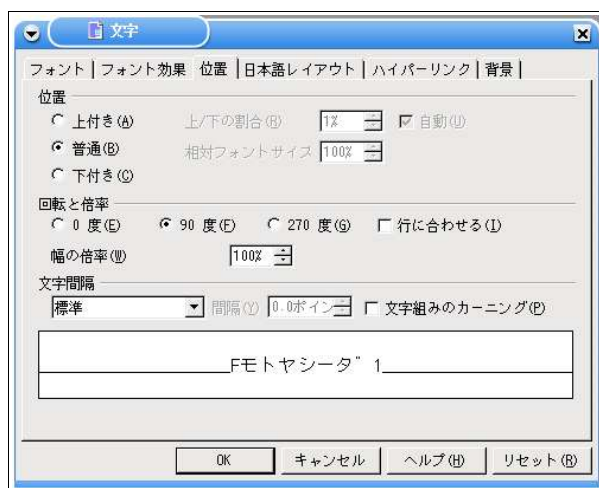 文字
フォント フォント効果 位置 日本語レイアウト ハイパーリンク 背景
位置
上付き(A) 上/下の割合(R) 1% 自動(U)
普通(B) 相対フォントサイズ 100%
下付き(C)
回転と倍率
0 度(E) 90 度(F) 270 度(G) 行に合わせる(I)
幅の倍率(W) 100%
文字間隔
標準 間隔(Y) 0.0ポイン 文字組みのカーニング(P)
Fモトヤシータ゛1
OK キャンセル ヘルプ(H) リセット(R)